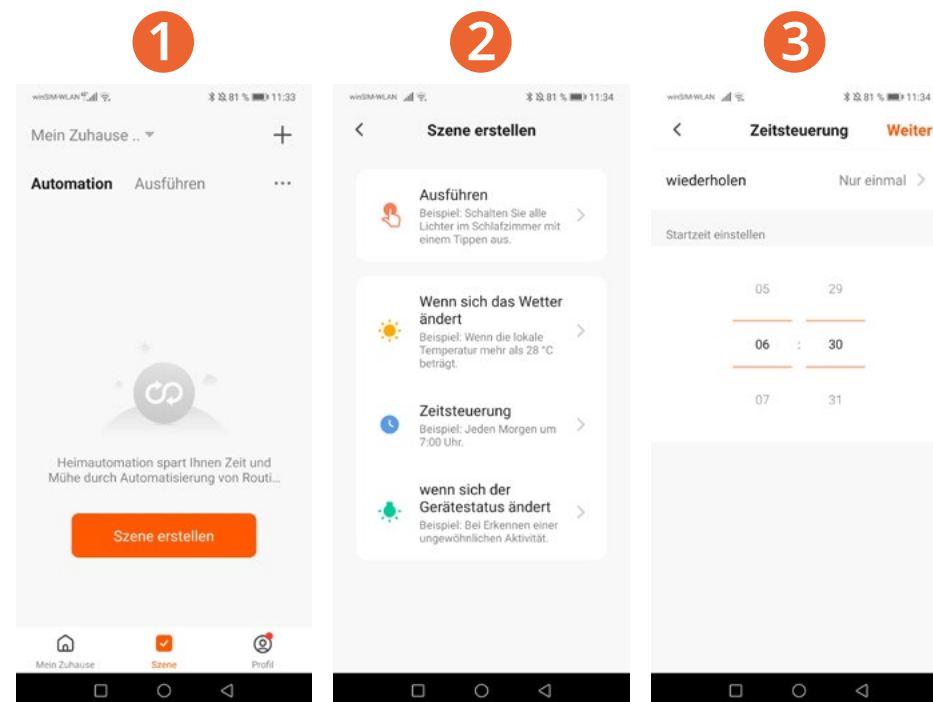 1
winSIM-WLAN 81 % 11:33
Mein Zuhause ..
Automation Ausführen
Heimautomation spart Ihnen Zeit und
Mühe durch Automatisierung von Routi...
Szene erstellen
Mein Zuhause Szene Profil
2
winSIM-WLAN 81 % 11:34
Szene erstellen
Ausführen
Beispiel: Schalten Sie alle
Lichter im Schlafzimmer mit
einem Tippen aus.
Wenn sich das Wetter
ändert
Beispiel: Wenn die lokale
Temperatur mehr als 28 °C
beträgt.
Zeitsteuerung
Beispiel: Jeden Morgen um
7:00 Uhr.
wenn sich der
Gerätestatus ändert
Beispiel: Bei Erkennen einer
ungewöhnlichen Aktivität.
3
winSIM-WLAN 81 % 11:34
Zeitsteuerung Weiter
wiederholen Nur einmal
Startzeit einstellen
05 29
06 : 30
07 31